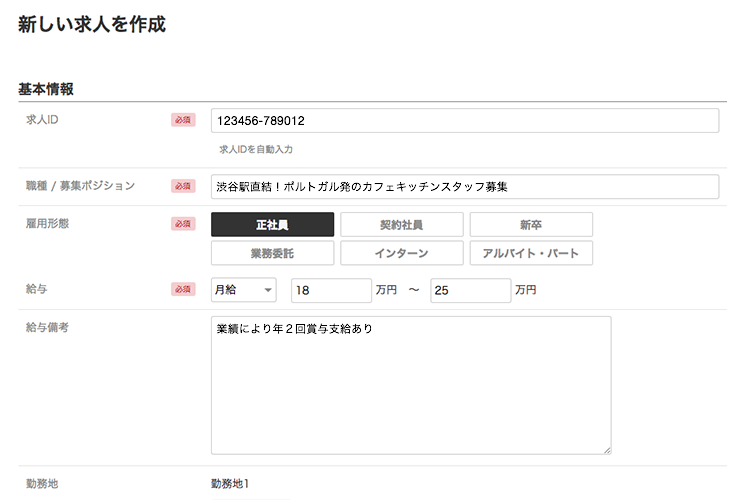 新しい求人を作成
基本情報
求人ID 必須 123456-789012
求人IDを自動入力
職種 / 募集ポジション 必須 渋谷駅直結！ポルトガル発のカフェキッチンスタッフ募集
雇用形態 必須 正社員 契約社員 新卒
業務委託 インターン アルバイト・パート
給与 必須 月給 18 万円 〜 25 万円
給与備考 業績により年２回賞与支給あり
勤務地 勤務地1